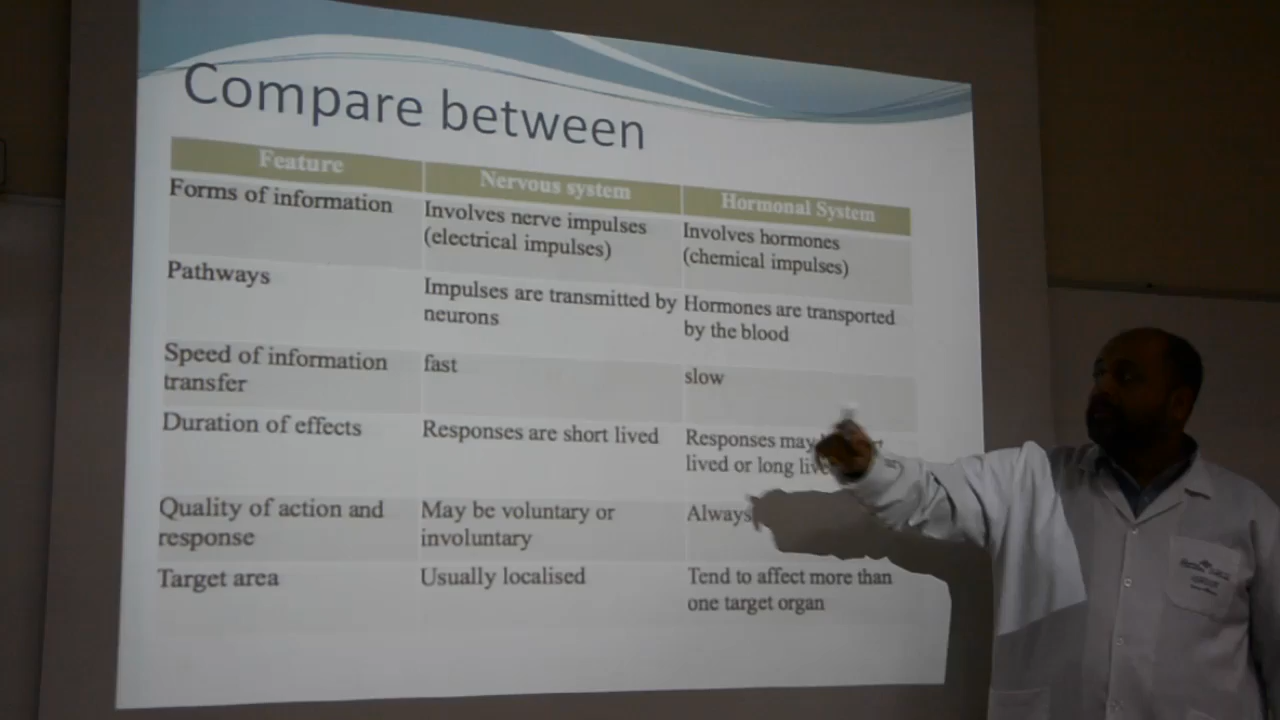 Compare between
Feature
Nervous system
Hormonal System
Forms of information
Involves nerve impulses
(electrical impulses)
Involves hormones
(chemical impulses)
Pathways
Impulses are transmitted by
neurons
Hormones are transported
by the blood
Speed of information
transfer
fast
slow
Duration of effects
Responses are short lived
Responses may
lived or long
Quality of action and
response
May be voluntary or
involuntary
Always
Target area
Usually localised
Tend to affect more than
one target organ